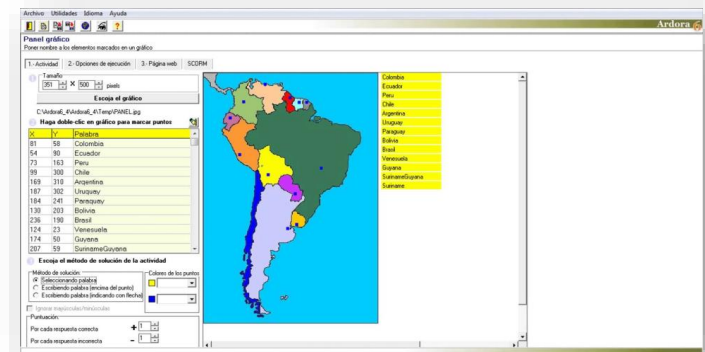 Archivo Utilidades Idioma Ayuda
Ardora 6
Panel gráfico
Poner nombre a los elementos marcados en un gráfico
1.- Actividad 2.- Opciones de ejecución 3.- Página web SCORM
Tamaño
351 X 500 pixels
Escoja el gráfico
C:\Ardora6_4\Ardora6_4\Temp\PANEL.jpg
Haga doble-clic en gráfico para marcar puntos
X Y Palabra
81 58 Colombia
54 90 Ecuador
73 163 Peru
99 300 Chile
169 310 Argentina
187 302 Uruguay
184 241 Paraquay
130 203 Bolivia
236 190 Brasil
124 23 Venesuela
174 50 Guyana
207 59 SurinameGuyana
Escoja el método de solución de la actividad
Método de solución
Seleccionando palabra
Escribiendo palabra (encima del punto)
Escribiendo palabra (indicando con flecha)
Colores de los puntos
Ignorar mayúsculas/minúsculas
Puntuación:
Por cada respuesta correcta + 1
Por cada respuesta incorrecta - 1
Colombia
Ecuador
Peru
Chile
Argentina
Uruguay
Paraquay
Bolivia
Brasil
Venesuela
Guyana
SurinameGuyana
Suriname